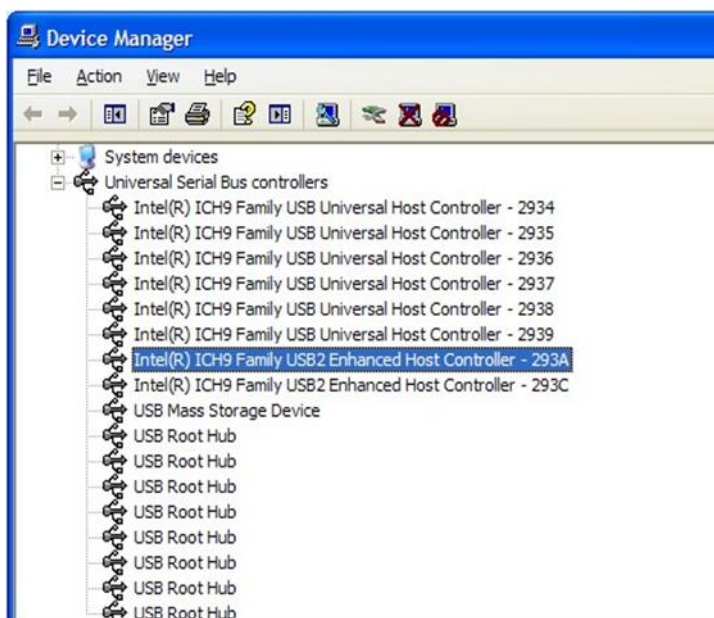 Device Manager
File Action View Help
System devices
Universal Serial Bus controllers
Intel(R) ICH9 Family USB Universal Host Controller - 2934
Intel(R) ICH9 Family USB Universal Host Controller - 2935
Intel(R) ICH9 Family USB Universal Host Controller - 2936
Intel(R) ICH9 Family USB Universal Host Controller - 2937
Intel(R) ICH9 Family USB Universal Host Controller - 2938
Intel(R) ICH9 Family USB Universal Host Controller - 2939
Intel(R) ICH9 Family USB2 Enhanced Host Controller - 293A
Intel(R) ICH9 Family USB2 Enhanced Host Controller - 293C
USB Mass Storage Device
USB Root Hub
USB Root Hub
USB Root Hub
USB Root Hub
USB Root Hub
USB Root Hub
USB Root Hub
USB Root Hub